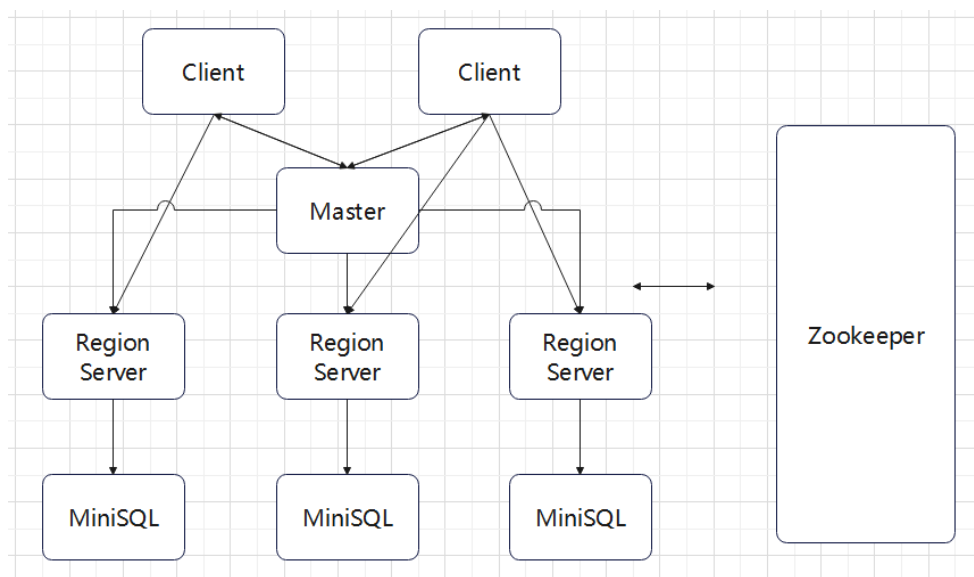 Client
Client
Master
Region
Server
Region
Server
Region
Server
Zookeeper
MiniSQL
MiniSQL
MiniSQL